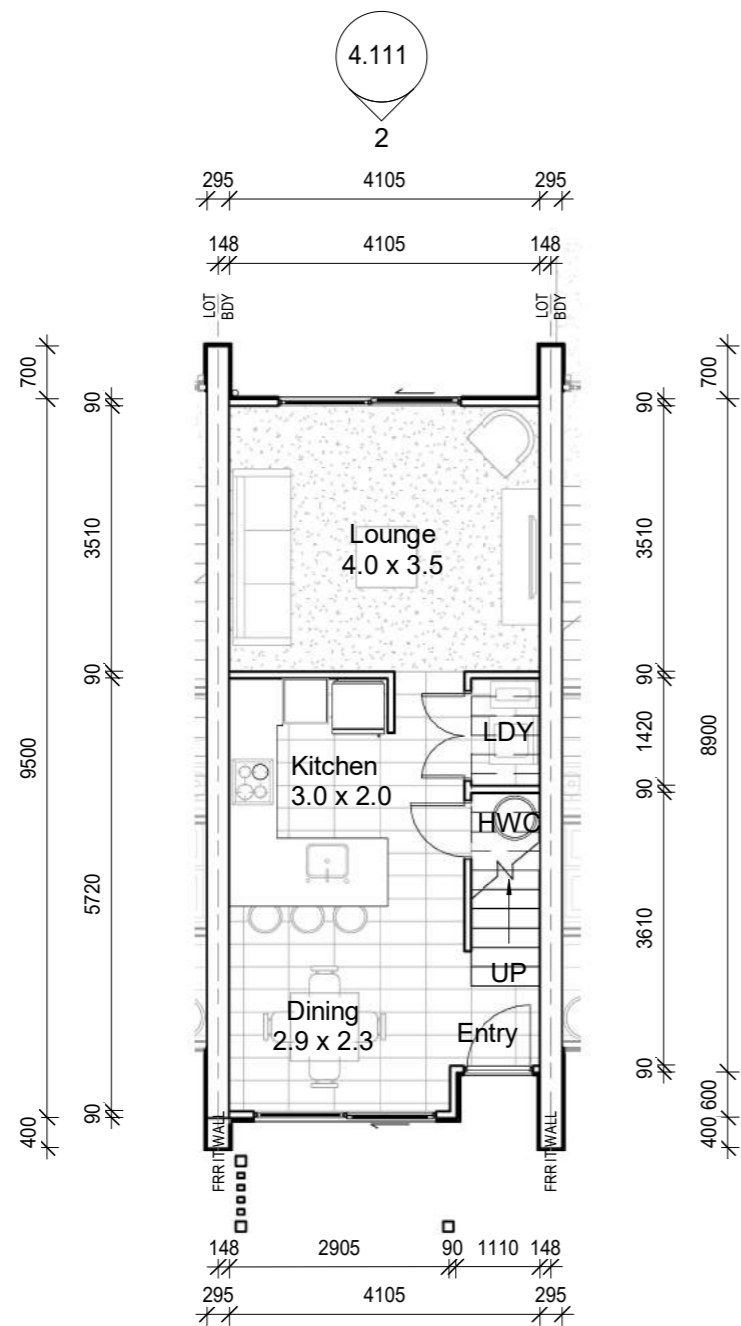 4.111
2
295 4105 295
148 4105 148
LOT BDY
LOT BDY
700
90
3510
90
9500
5720
90
400
700
90
3510
90
1420
90
8900
3610
90
600
400
Lounge
4.0 x 3.5
LDY
Kitchen
3.0 x 2.0
HWC
UP
Dining
2.9 x 2.3
Entry
FRR IT WALL
FRR IT WALL
148 2905 90 1110 148
295 4105 295